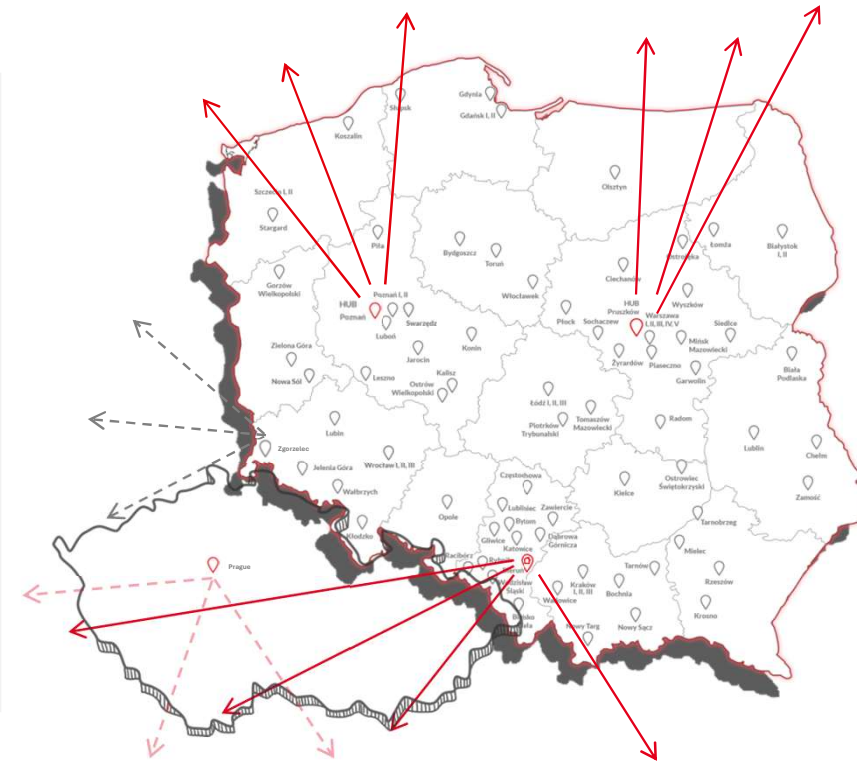 Gdynia
Gdańsk I, II
Słupsk
Koszalin
Olsztyn
Szczecin I, II
Stargard
Piła
Bydgoszcz
Toruń
Włocławek
Ciechanów
Ostrołęka
Łomża
Białystok
I, II
Gorzów
Wielkopolski
HUB
Poznań
Poznań I, II
Swarzędz
Luboń
Płock
Sochaczew
HUB
Pruszków
Warszawa
I, II, III, IV, V
Wyszków
Mińsk
Mazowiecki
Siedlce
Żyrardów
Piaseczno
Garwolin
Biała
Podlaska
Zielona Góra
Nowa Sól
Leszno
Jarocin
Konin
Kalisz
Ostrów
Wielkopolski
Łódź I, II, III
Piotrków
Trybunalski
Tomaszów
Mazowiecki
Radom
Lublin
Chełm
Zamość
Lubin
Zgorzelec
Jelenia Góra
Wrocław I, II, III
Wałbrzych
Kłodzko
Opole
Częstochowa
Lubliniec
Zawiercie
Bytom
Gliwice
Dąbrowa
Górnicza
Katowice
Racibórz
Wodzisław
Śląski
Kielce
Ostrowiec
Świętokrzyski
Tarnobrzeg
Mielec
Rzeszów
Krosno
Tarnów
Kraków
I, II, III
Bochnia
Wadowice
Nowy Targ
Nowy Sącz
Prague